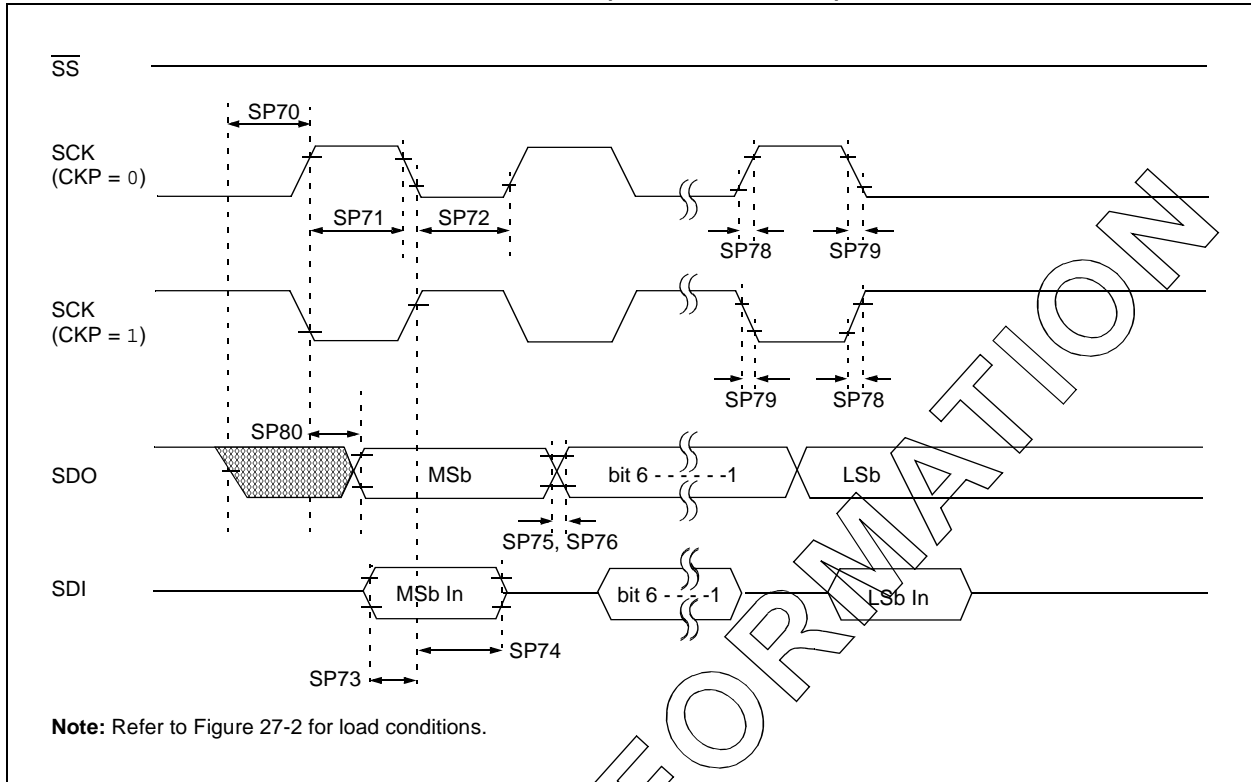 SS
SP70
SCK
(CKP = 0)
SP71
SP72
SP78
SP79
SCK
(CKP = 1)
SP79
SP78
SP80
SDO
MSb
bit 6 - - - - - -1
LSb
SP75, SP76
SDI
MSb In
bit 6 - - - - -1
LSb In
SP74
SP73
Note: Refer to Figure 27-2 for load conditions.
FORMATION